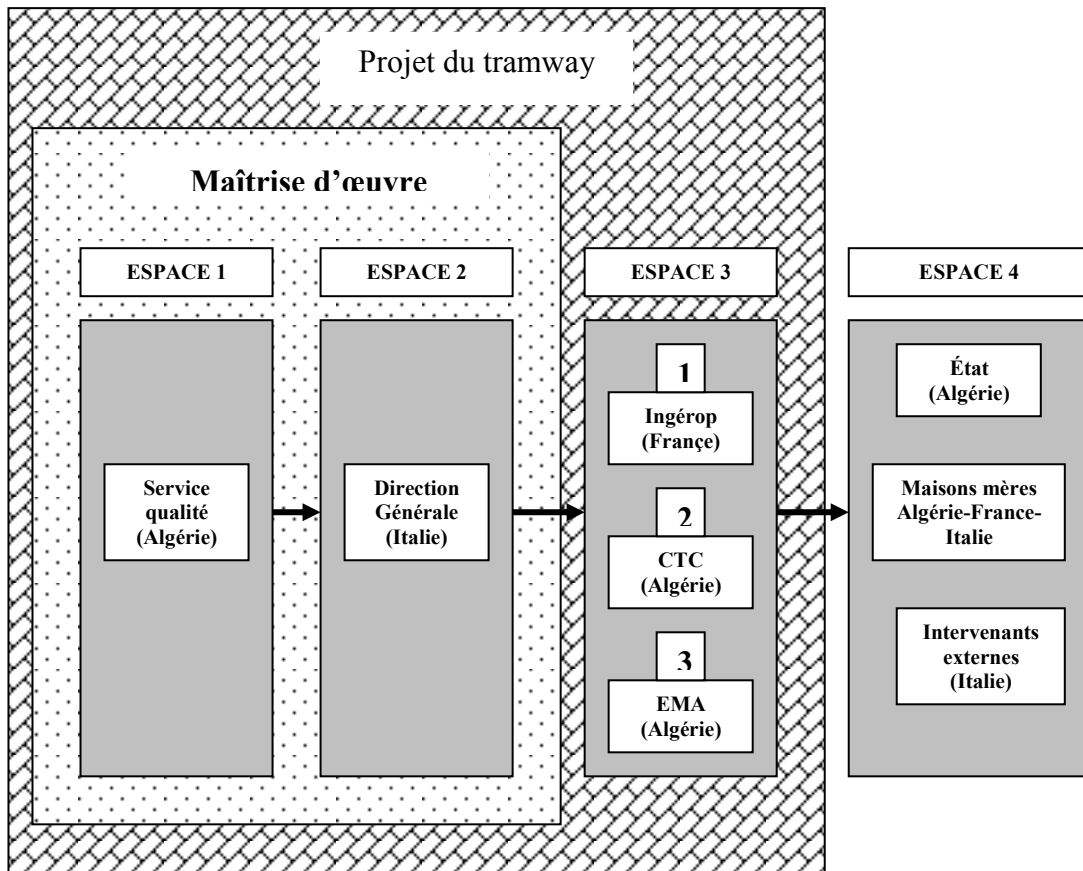 Projet du tramway
Maîtrise d'œuvre
ESPACE 1
ESPACE 2
ESPACE 3
ESPACE 4
Service
qualité
(Algérie)
Direction
Générale
(Italie)
1
Ingérop
(Françe)
2
CTC
(Algérie)
3
EMA
(Algérie)
État
(Algérie)
Maisons mères
Algérie-France-
Italie
Intervenants
externes
(Italie)